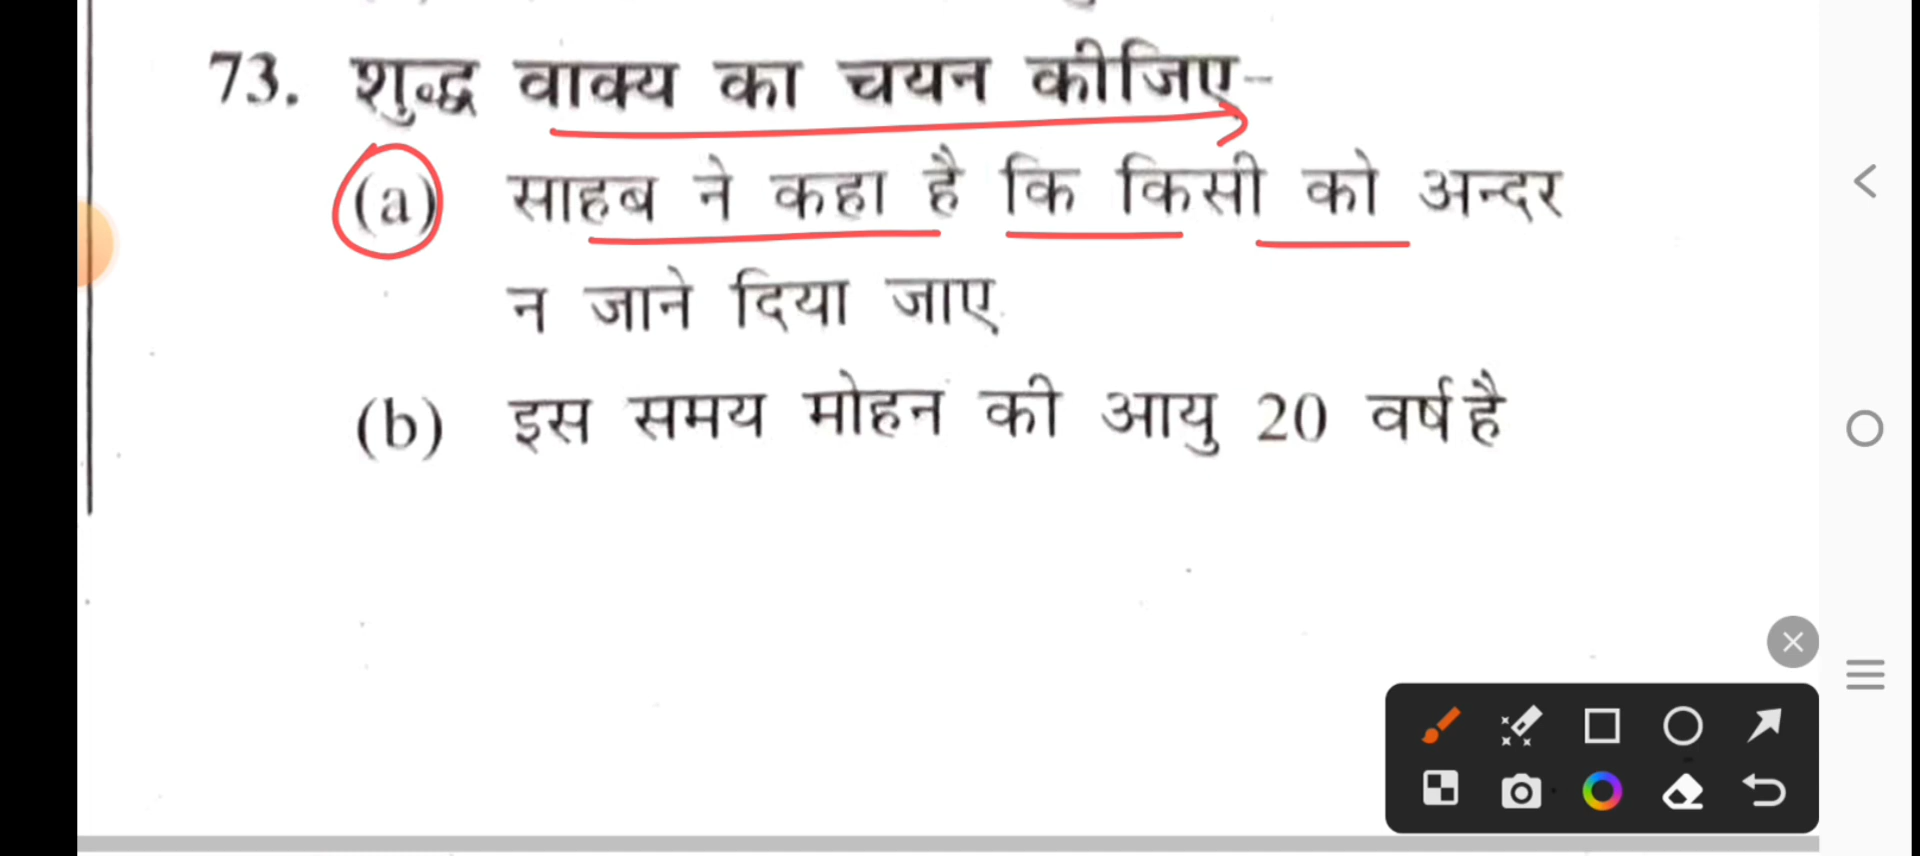 73. शुद्ध वाक्य का चयन कीजिए-
(a) साहब ने कहा है कि किसी को अन्दर
न जाने दिया जाए
(b) इस समय मोहन की आयु 20 वर्ष है